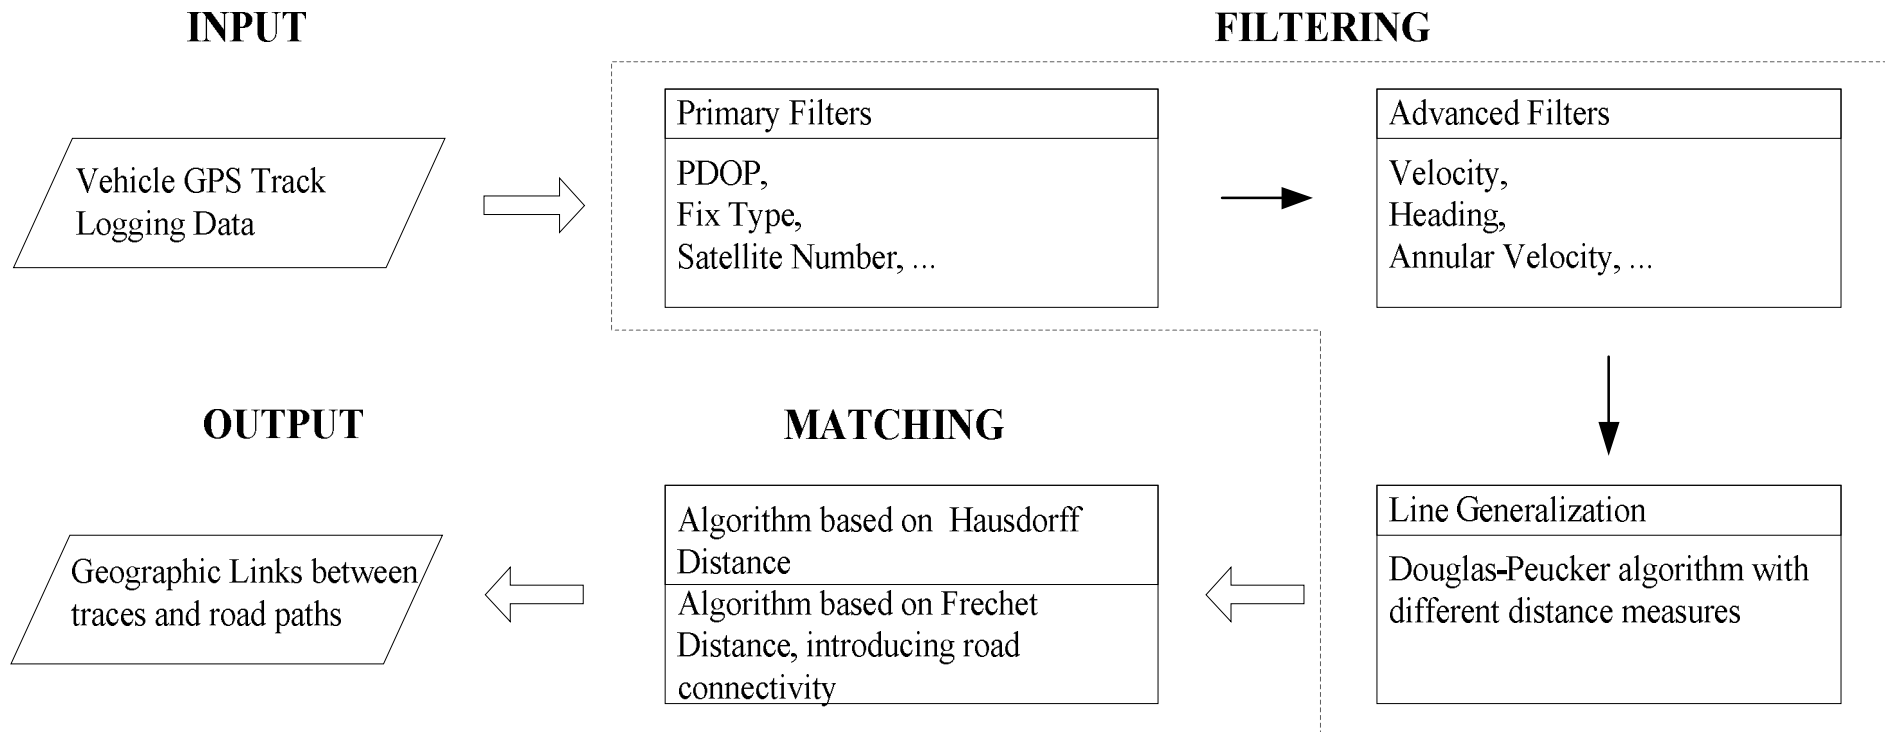 INPUT
FILTERING
Vehicle GPS Track
Logging Data
Primary Filters
PDOP,
Fix Type,
Satellite Number, ...
Advanced Filters
Velocity,
Heading,
Annular Velocity, ...
Line Generalization
Douglas-Peucker algorithm with
different distance measures
MATCHING
Algorithm based on Hausdorff
Distance
Algorithm based on Frechet
Distance, introducing road
connectivity
OUTPUT
Geographic Links between
traces and road paths